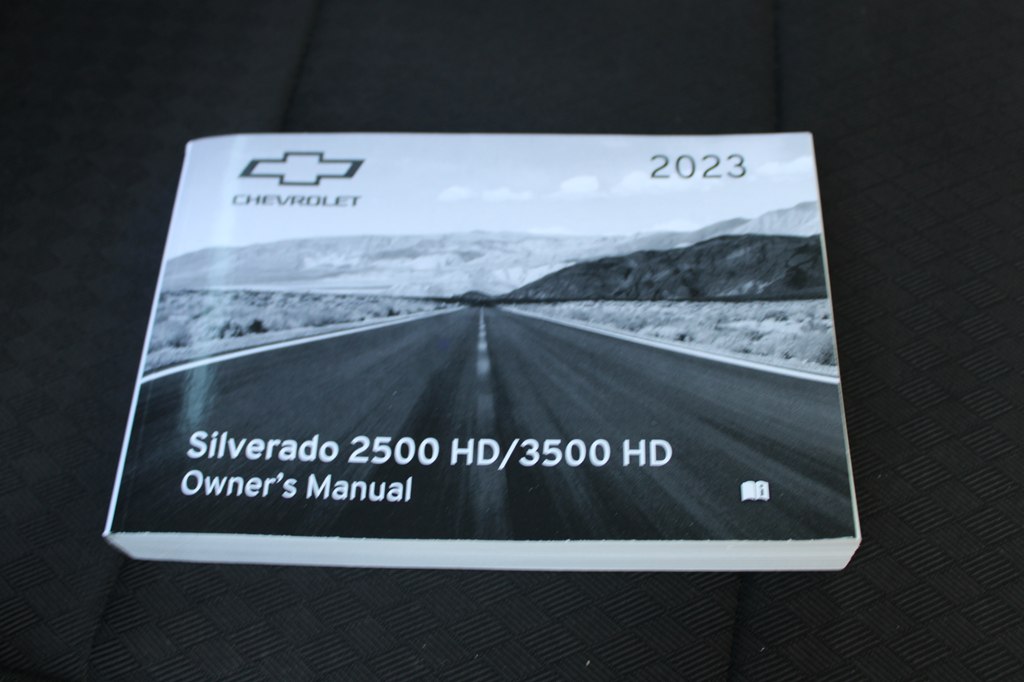 CHEVROLET
2023
Silverado 2500 HD/3500 HD
Owner's Manual
i